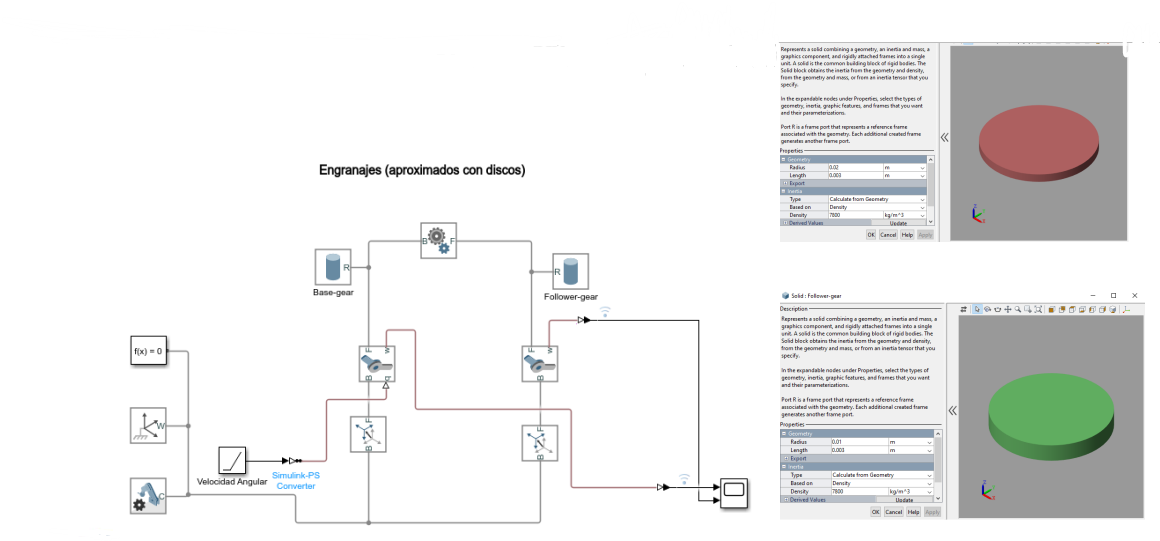 Engranajes (aproximados con discos)
B
F
R
Base-gear
R
Follower-gear
F
w
B
q
F
w
B
f(x) = 0
W
F
B
F
B
Velocidad Angular
Simulink-PS
Converter
C
Represents a solid combining a geometry, an inertia and mass, a
graphics component, and rigidly attached frames into a single
unit. A solid is the common building block of rigid bodies. The
Solid block obtains the inertia from the geometry and density,
from the geometry and mass, or from an inertia tensor that you
specify.
In the expandable nodes under Properties, select the types of
geometry, inertia, graphic features, and frames that you want
and their parameterizations.
Port R is a frame port that represents a reference frame
associated with the geometry. Each additional created frame
generates another frame port.
Properties
Geometry
Radius 0.02 m
Length 0.003 m
Export
Inertia
Type Calculate from Geometry
Based on Density
Density 7800 kg/m^3
Derived Values Update
OK Cancel Help Apply
Solid : Follower-gear
Description
Represents a solid combining a geometry, an inertia and mass, a
graphics component, and rigidly attached frames into a single
unit. A solid is the common building block of rigid bodies. The
Solid block obtains the inertia from the geometry and density,
from the geometry and mass, or from an inertia tensor that you
specify.
In the expandable nodes under Properties, select the types of
geometry, inertia, graphic features, and frames that you want
and their parameterizations.
Port R is a frame port that represents a reference frame
associated with the geometry. Each additional created frame
generates another frame port.
Properties
Geometry
Radius 0.01 m
Length 0.003 m
Export
Inertia
Type Calculate from Geometry
Based on Density
Density 7800 kg/m^3
Derived Values Update
OK Cancel Help Apply